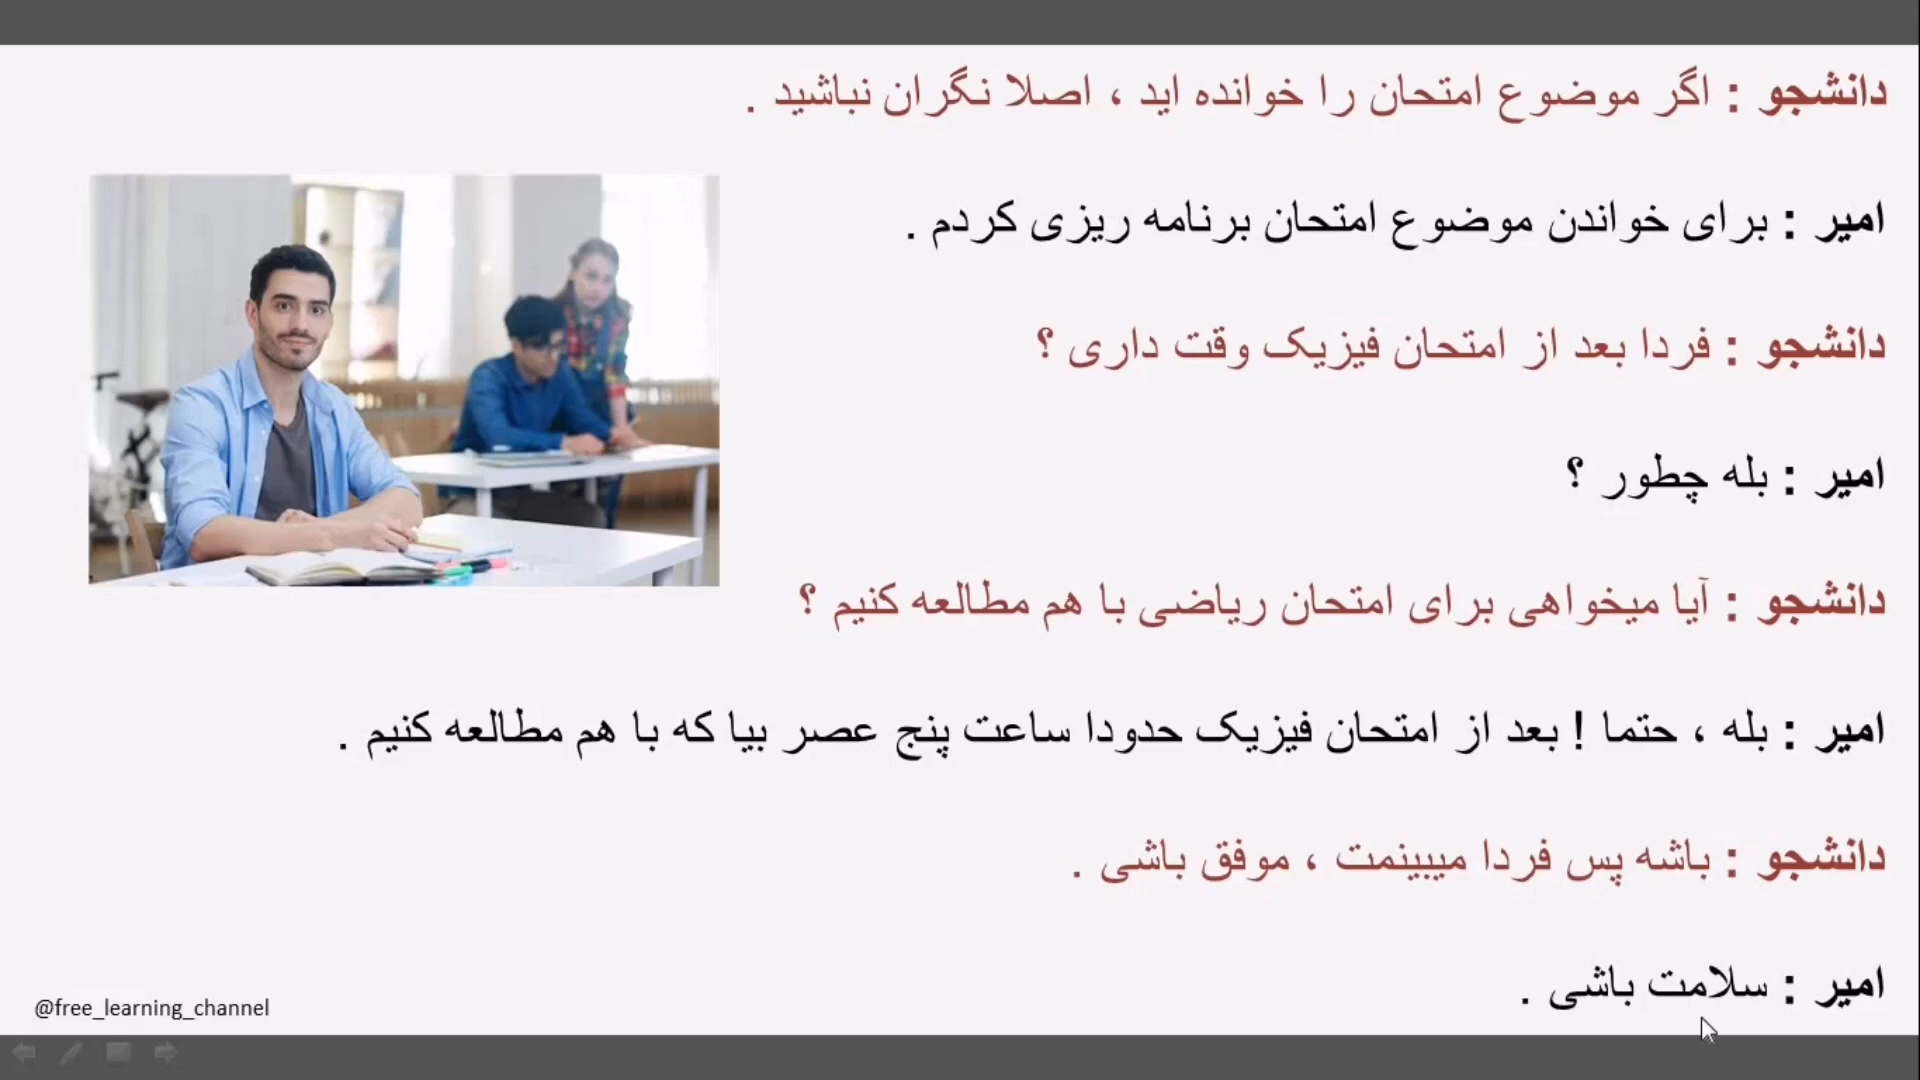 دانشجو : اگر موضوع امتحان را خوانده اید ، اصلا نگران نباشید .
امیر : برای خواندن موضوع امتحان برنامه ریزی کردم .
دانشجو : فردا بعد از امتحان فیزیک وقت داری ؟
امیر : بله چطور ؟
دانشجو : آیا میخواهی برای امتحان ریاضی با هم مطالعه کنیم ؟
امیر : بله ، حتما ! بعد از امتحان فیزیک حدودا ساعت پنج عصر بیا که با هم مطالعه کنیم .
دانشجو : باشه پس فردا میبینمت ، موفق باشی .
امیر : سلامت باشی .
@free_learning_channel